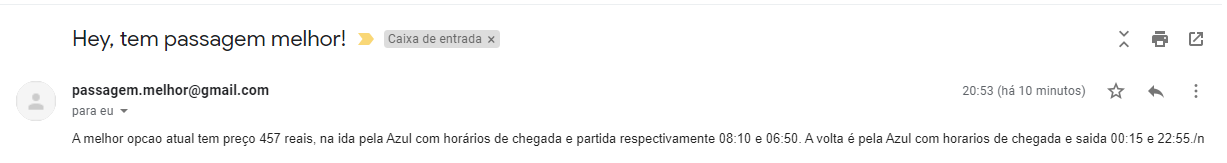 Hey, tem passagem melhor! Caixa de entrada ×
passagem.melhor@gmail.com 20:53 (há 10 minutos)
para eu
A melhor opcao atual tem preço 457 reais, na ida pela Azul com horários de chegada e partida respectivamente 08:10 e 06:50. A volta é pela Azul com horarios de chegada e saida 00:15 e 22:55./n